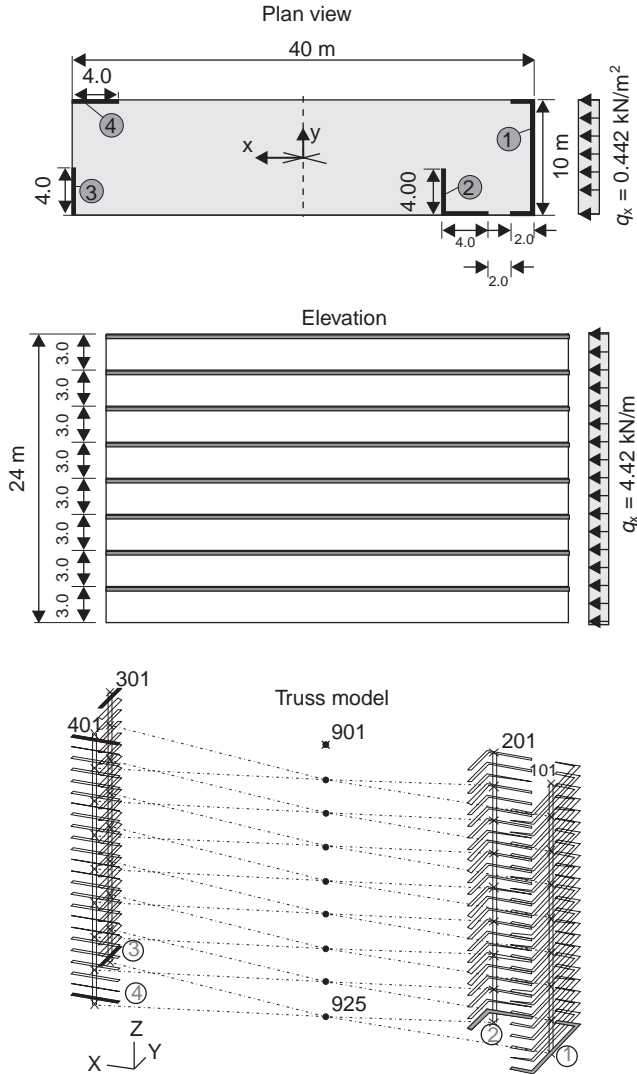 Plan view
40 m
4.0
4
y
x
1
10 m
qx = 0.442 kN/m²
4.0
3
4.00
2
4.0
2.0
2.0
Elevation
24 m
3.0
3.0
3.0
3.0
3.0
3.0
3.0
3.0
qx = 4.42 kN/m
Truss model
301
401
901
201
101
3
4
925
2
1
Z
X
Y